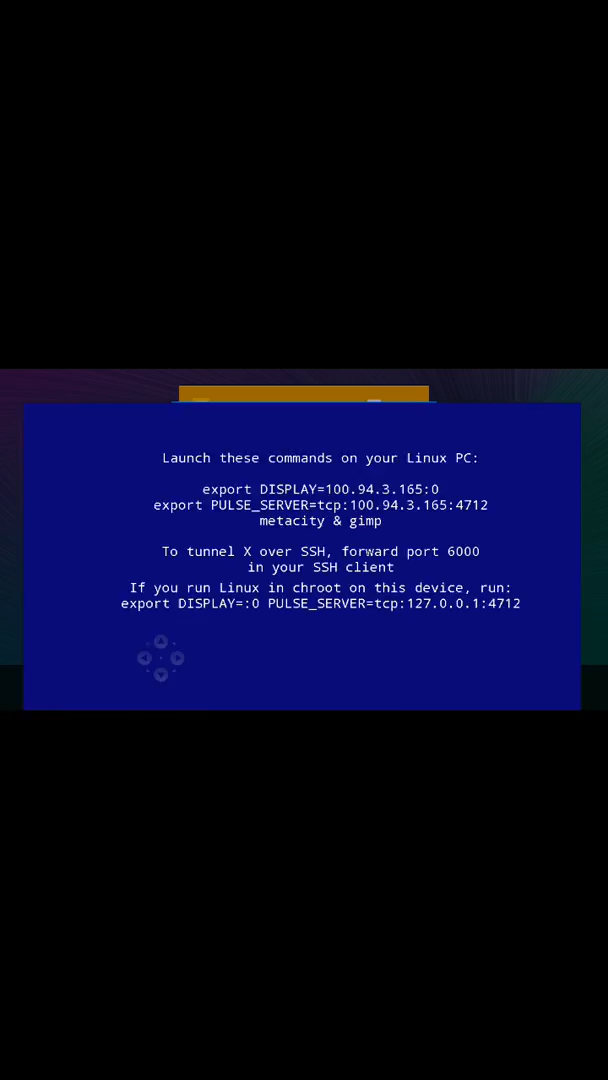 Launch these commands on your Linux PC:
export DISPLAY=100.94.3.165:0
export PULSE_SERVER=tcp:100.94.3.165:4712
metacity & gimp
To tunnel X over SSH, forward port 6000
in your SSH client
If you run Linux in chroot on this device, run:
export DISPLAY=:0 PULSE_SERVER=tcp:127.0.0.1:4712